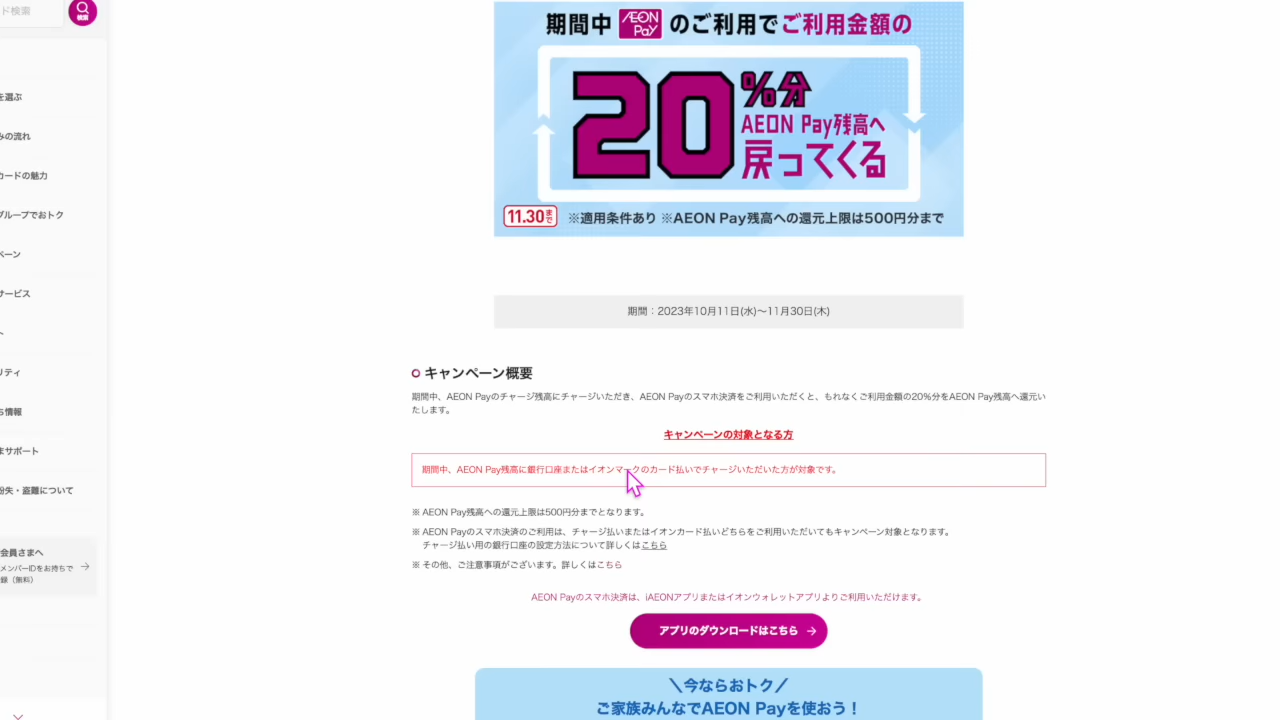 ド検索
検索
を選ぶ
みの流れ
カードの魅力
グループでおトク
ペーン
サービス
ト
リティ
ち情報
まサポート
紛失・盗難について
会員さまへ
メンバーIDをお持ちで
録（無料）
期間中 AEON Pay のご利用でご利用金額の
20%分
AEON Pay残高へ
戻ってくる
11.30まで ※適用条件あり ※AEON Pay残高への還元上限は500円分まで
期間：2023年10月11日(水)〜11月30日(木)
キャンペーン概要
期間中、AEON Payのチャージ残高にチャージいただき、AEON Payのスマホ決済をご利用いただくと、もれなくご利用金額の20%分をAEON Pay残高へ還元い
たします。
キャンペーンの対象となる方
期間中、AEON Pay残高に銀行口座またはイオンマークのカード払いでチャージいただいた方が対象です。
※ AEON Pay残高への還元上限は500円分までとなります。
※ AEON Payのスマホ決済のご利用は、チャージ払いまたはイオンカード払いどちらをご利用いただいてもキャンペーン対象となります。
チャージ払い用の銀行口座の設定方法について詳しくはこちら
※ その他、ご注意事項がございます。詳しくはこちら
AEON Payのスマホ決済は、iAEONアプリまたはイオンウォレットアプリよりご利用いただけます。
アプリのダウンロードはこちら
＼今ならおトク／
ご家族みんなでAEON Payを使おう！